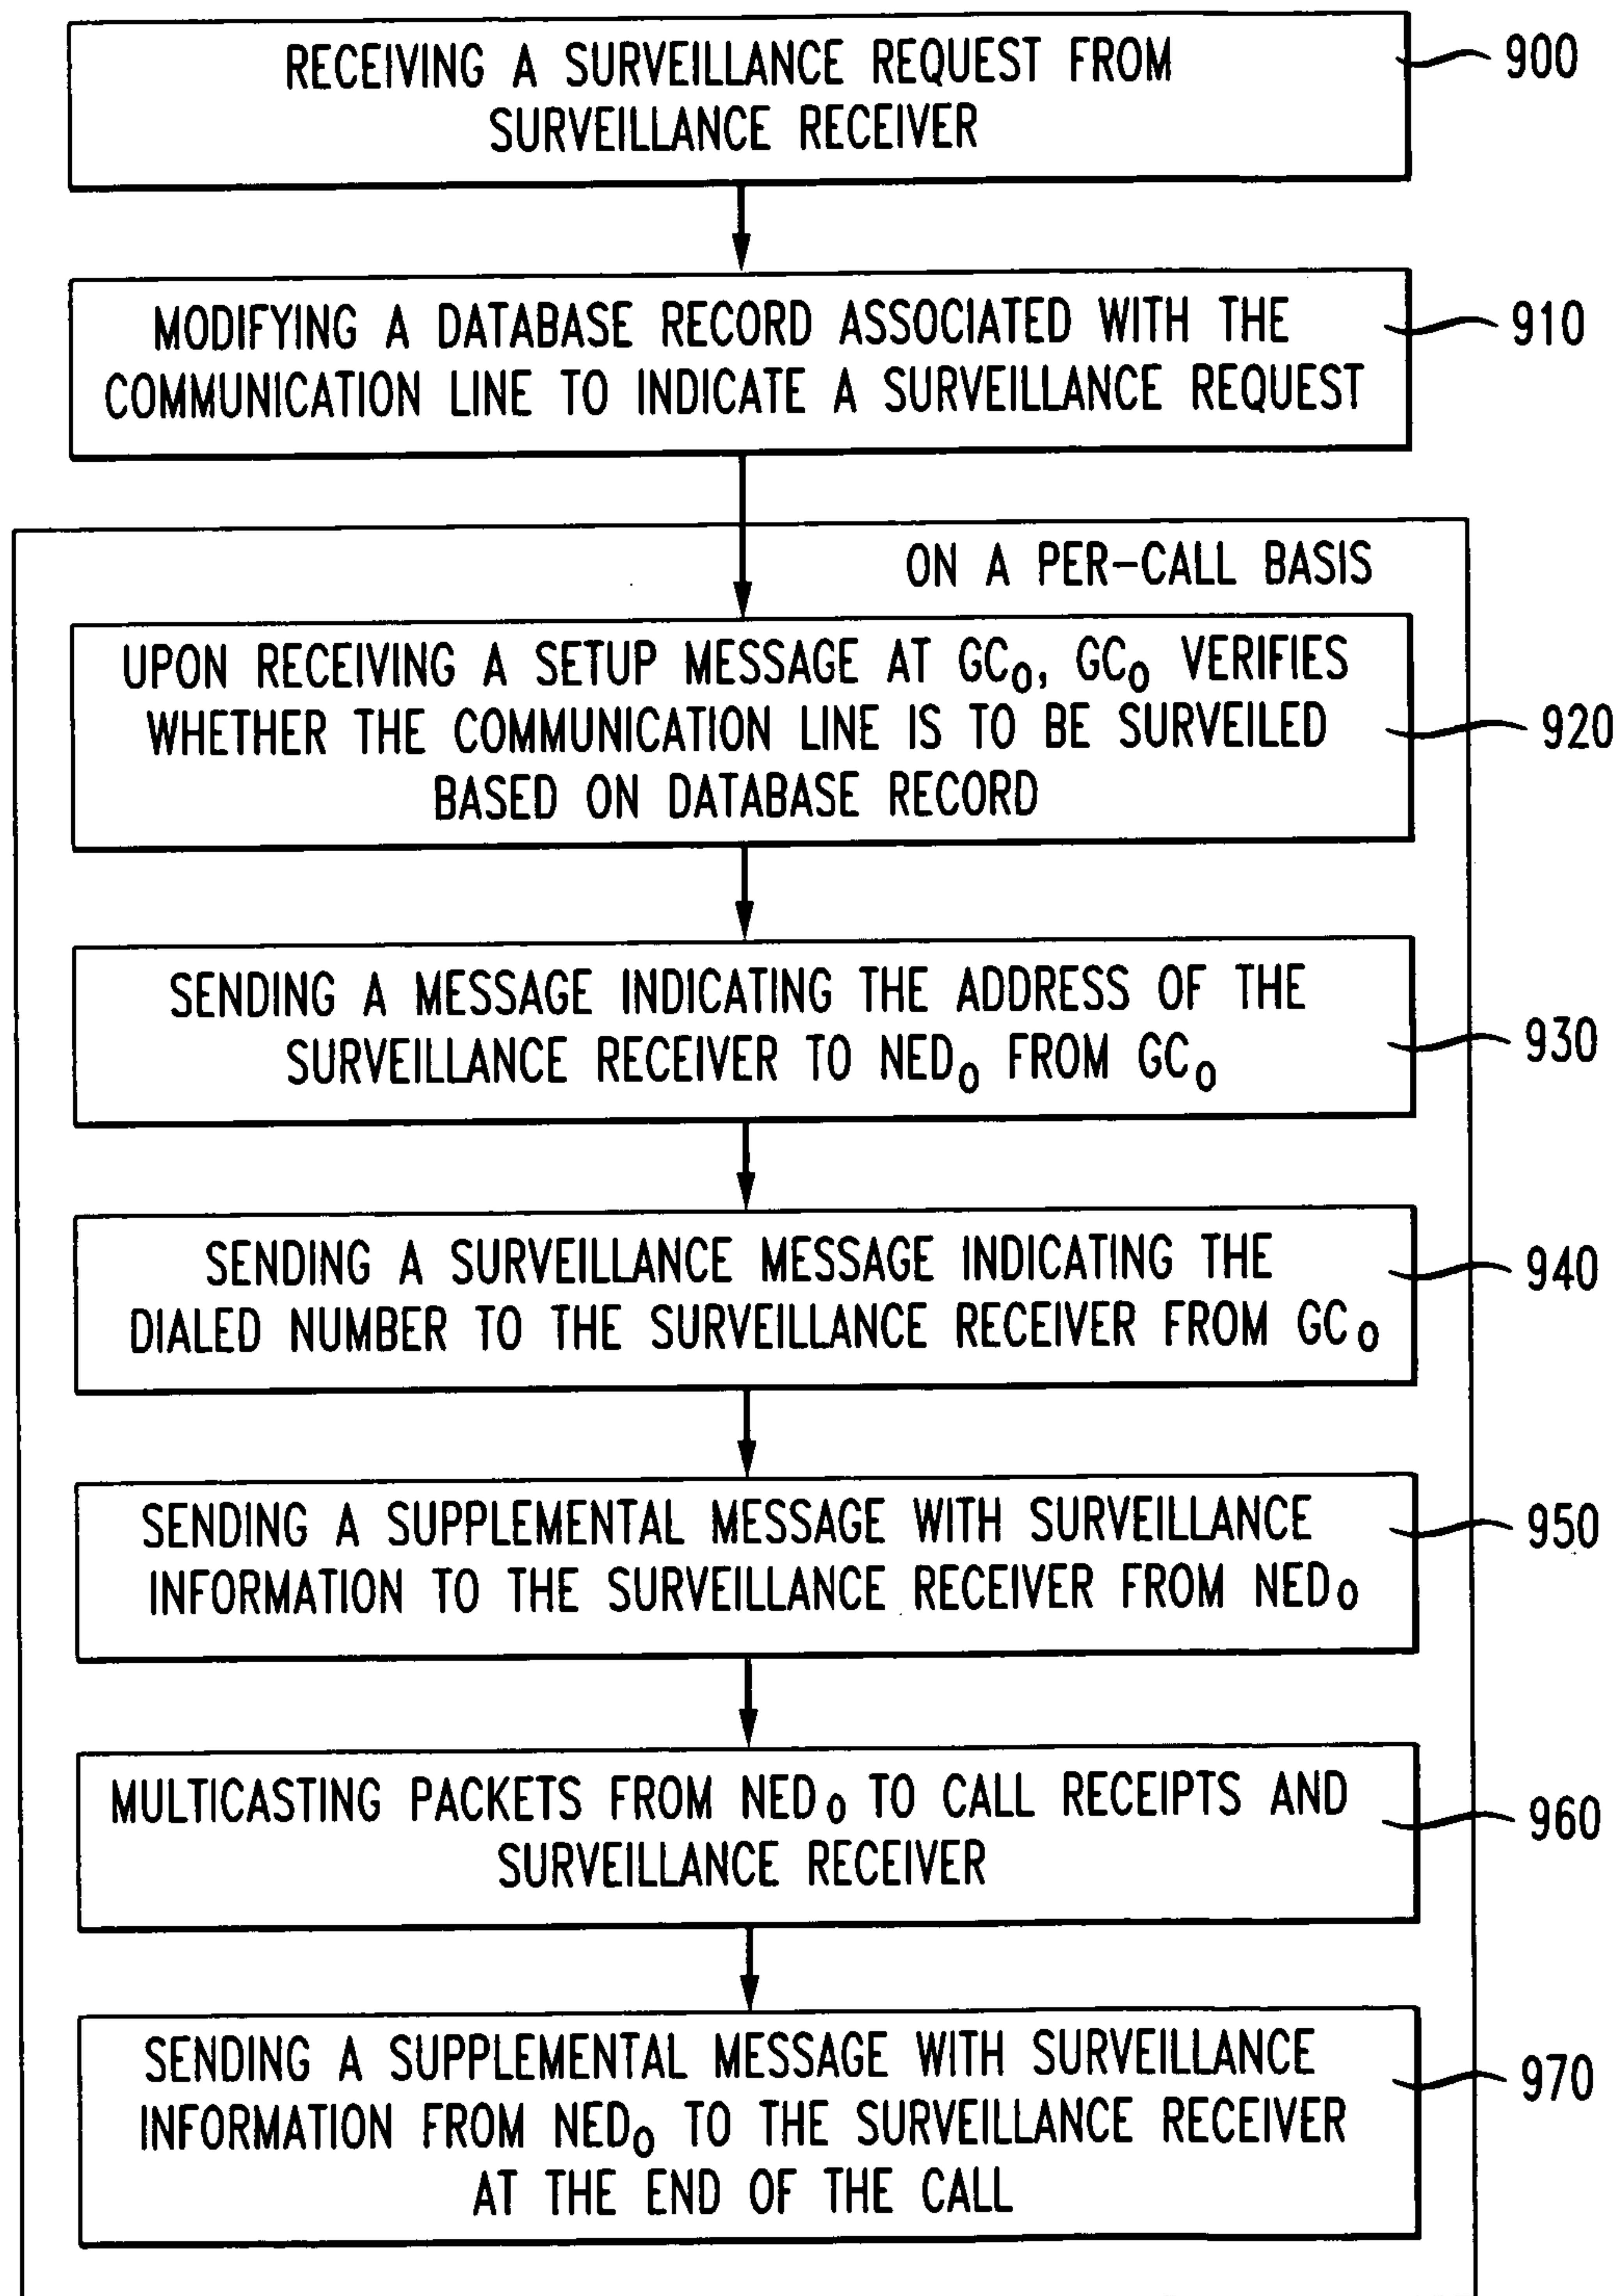 RECEIVING A SURVEILLANCE REQUEST FROM
SURVEILLANCE RECEIVER
900
MODIFYING A DATABASE RECORD ASSOCIATED WITH THE
COMMUNICATION LINE TO INDICATE A SURVEILLANCE REQUEST
910
ON A PER-CALL BASIS
UPON RECEIVING A SETUP MESSAGE AT GC₀, GC₀ VERIFIES
WHETHER THE COMMUNICATION LINE IS TO BE SURVEILED
BASED ON DATABASE RECORD
920
SENDING A MESSAGE INDICATING THE ADDRESS OF THE
SURVEILLANCE RECEIVER TO NED₀ FROM GC₀
930
SENDING A SURVEILLANCE MESSAGE INDICATING THE
DIALED NUMBER TO THE SURVEILLANCE RECEIVER FROM GC₀
940
SENDING A SUPPLEMENTAL MESSAGE WITH SURVEILLANCE
INFORMATION TO THE SURVEILLANCE RECEIVER FROM NED₀
950
MULTICASTING PACKETS FROM NED₀ TO CALL RECEIPTS AND
SURVEILLANCE RECEIVER
960
SENDING A SUPPLEMENTAL MESSAGE WITH SURVEILLANCE
INFORMATION FROM NED₀ TO THE SURVEILLANCE RECEIVER
AT THE END OF THE CALL
970